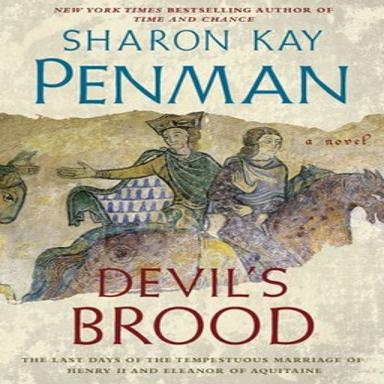 NEW YORK TIMES BESTSELLING AUTHOR OF
TIME AND CHANCE
SHARON KAY
PENMAN
a novel
DEVIL'S
BROOD
THE LAST DAYS OF THE TEMPESTUOUS MARRIAGE OF
HENRY II AND ELEANOR OF AQUITAINE